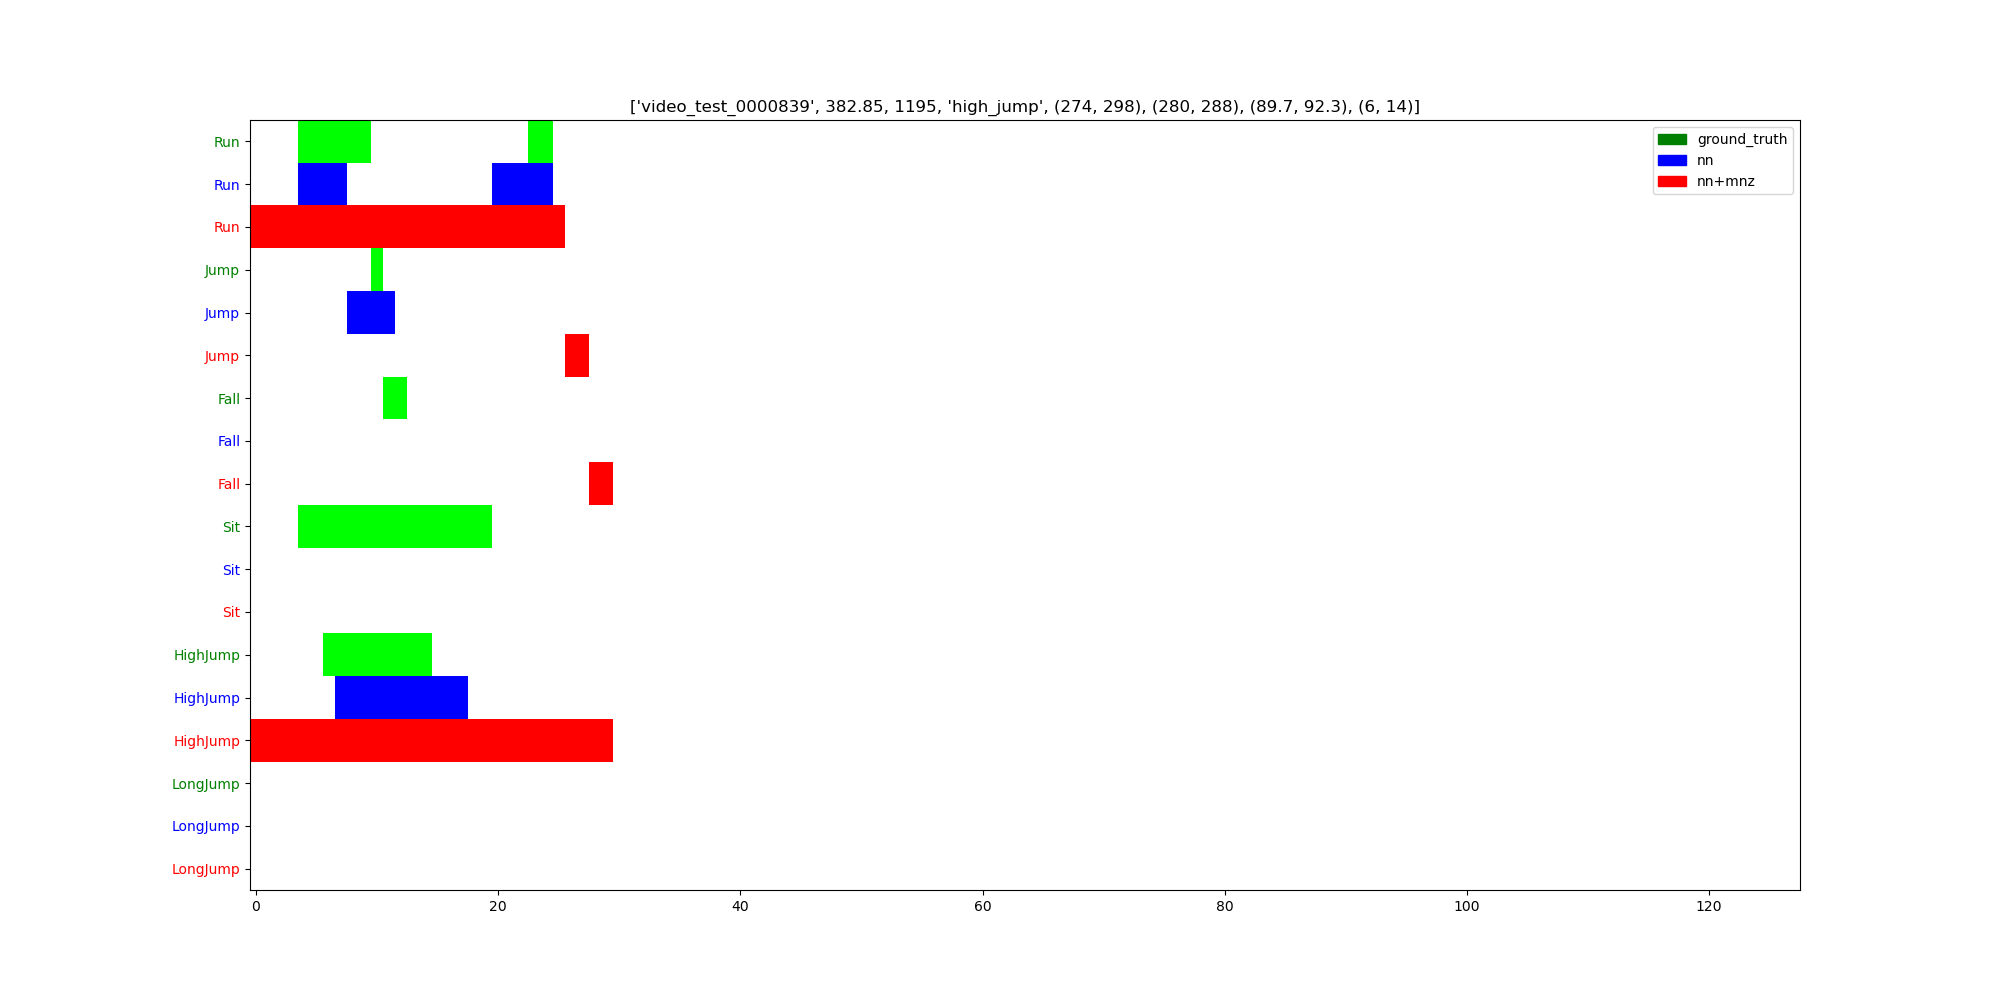 ['video_test_0000839', 382.85, 1195, 'high_jump', (274, 298), (280, 288), (89.7, 92.3), (6, 14)]
ground_truth
nn
nn+mnz
Run
Run
Run
Jump
Jump
Jump
Fall
Fall
Fall
Sit
Sit
Sit
HighJump
HighJump
HighJump
LongJump
LongJump
LongJump
0 20 40 60 80 100 120